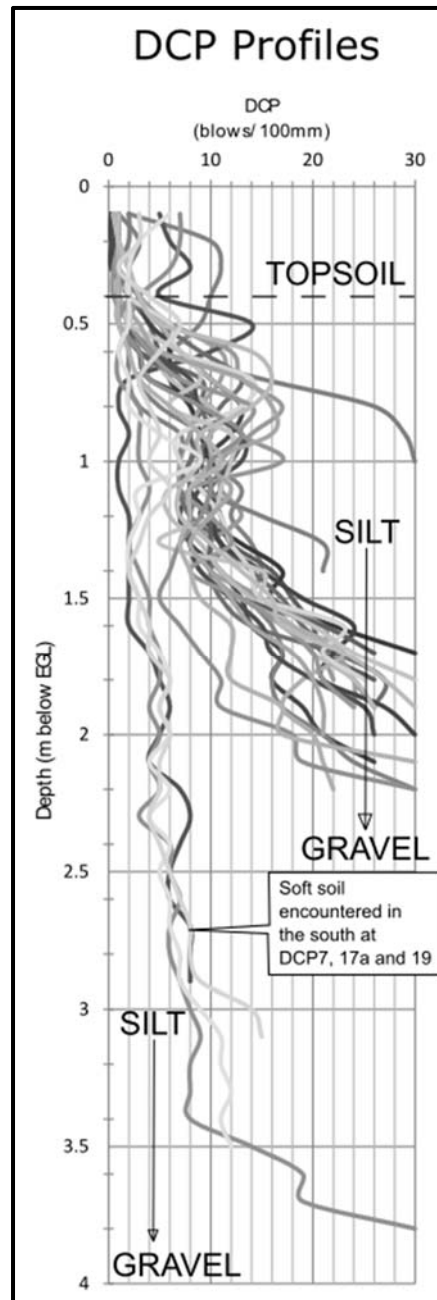 DCP Profiles
DCP
(blows/ 100mm)
0 10 20 30
0
TOPSOIL
0.5
1
SILT
1.5
Depth (m below EGL)
2
GRAVEL
2.5
Soft soil
encountered in
the south at
DCP7, 17a and 19
3
SILT
3.5
GRAVEL
4